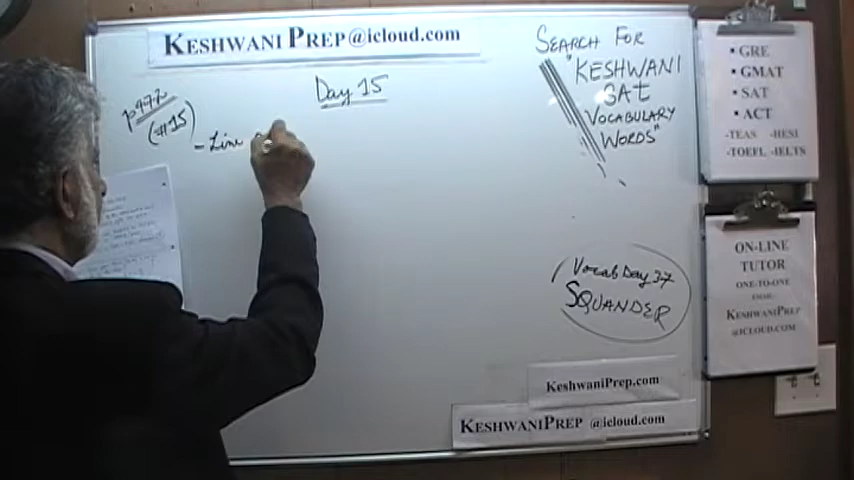 KESHWANI PREP@icloud.com
Day 15
(#15)
- Line
SEARCH FOR
"KESHWANI
SAT
VOCABULARY
WORDS"
Vocab Day 37
SQUANDER
KeshwaniPrep.com
KESHWANIPREP @icloud.com
▪ GRE
▪ GMAT
▪ SAT
▪ ACT
-TEAS -HESI
-TOEFL -IELTS
ON-LINE
TUTOR
ONE-TO-ONE
KESHWANIPREP
@ICLOUD.COM